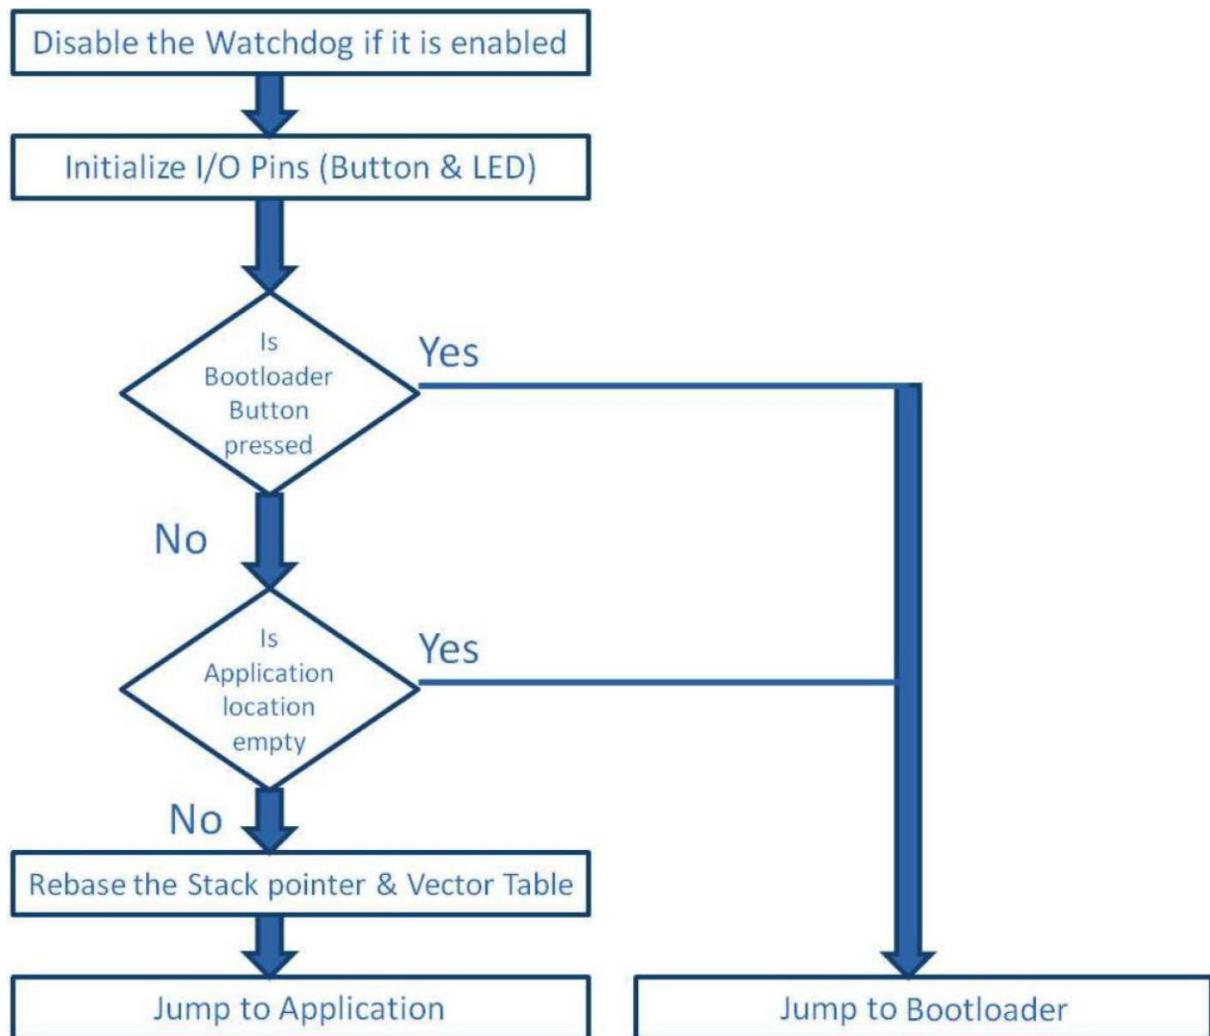 Disable the Watchdog if it is enabled
Initialize I/O Pins (Button & LED)
Is
Bootloader
Button
pressed
Yes
No
Is
Application
location
empty
Yes
No
Rebase the Stack pointer & Vector Table
Jump to Application
Jump to Bootloader